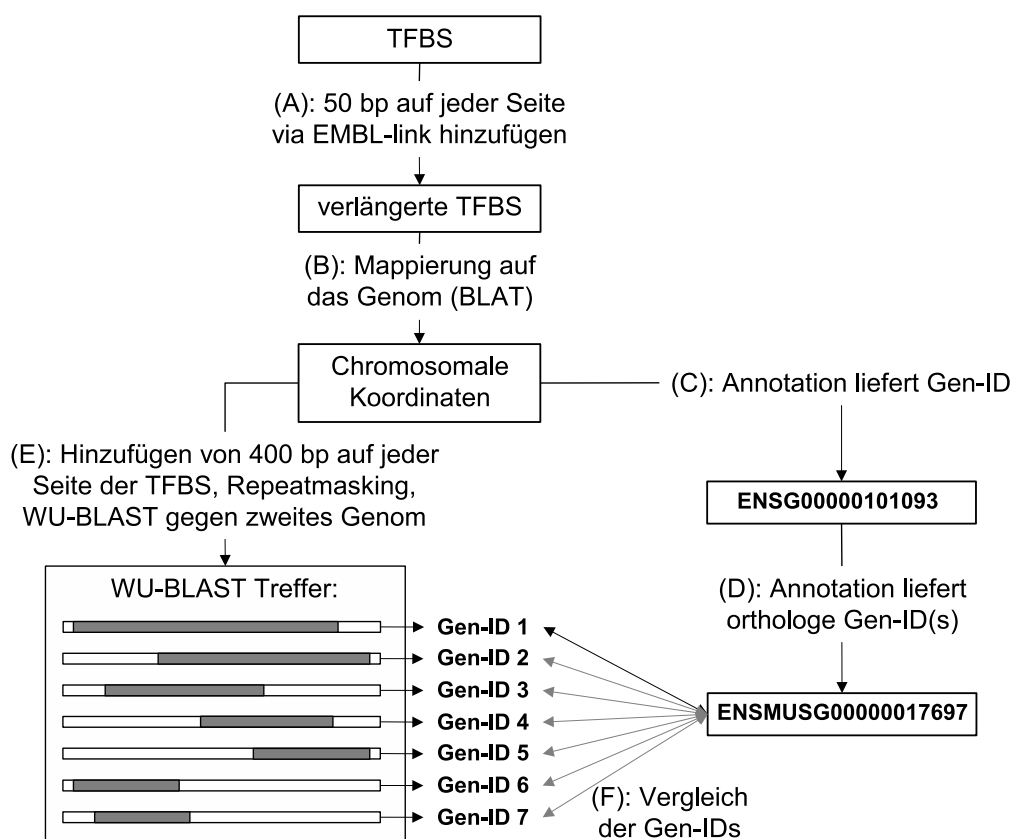 TFBS
(A): 50 bp auf jeder Seite
via EMBL-link hinzufügen
verlängerte TFBS
(B): Mappierung auf
das Genom (BLAT)
Chromosomale
Koordinaten
(C): Annotation liefert Gen-ID
(E): Hinzufügen von 400 bp auf jeder
Seite der TFBS, Repeatmasking,
WU-BLAST gegen zweites Genom
ENSG00000101093
(D): Annotation liefert
orthologe Gen-ID(s)
ENSMUSG00000017697
WU-BLAST Treffer:
Gen-ID 1
Gen-ID 2
Gen-ID 3
Gen-ID 4
Gen-ID 5
Gen-ID 6
Gen-ID 7
(F): Vergleich
der Gen-IDs